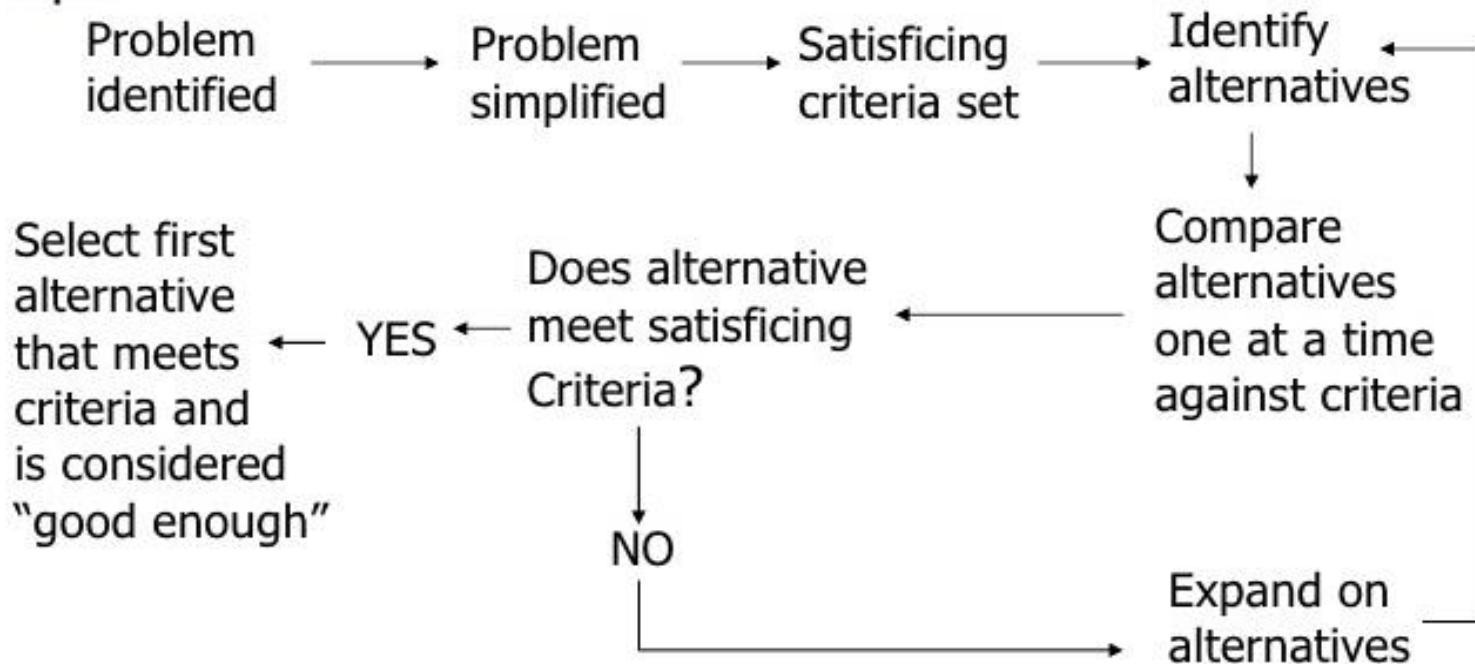 Problem
identified
Problem
simplified
Satisficing
criteria set
Identify
alternatives
Compare
alternatives
one at a time
against criteria
Does alternative
meet satisficing
Criteria?
YES
Select first
alternative
that meets
criteria and
is considered
“good enough”
NO
Expand on
alternatives